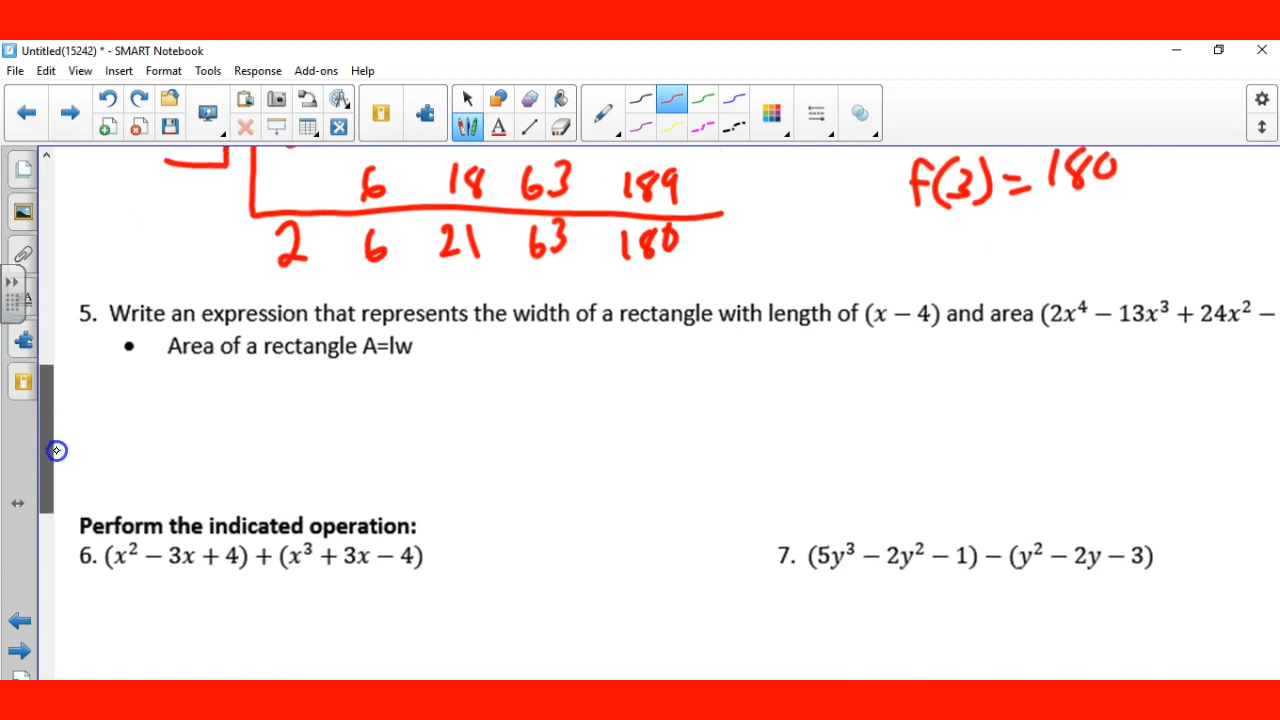 Untitled(15242) * - SMART Notebook
File Edit View Insert Format Tools Response Add-ons Help
6 18 63 189
f(3) = 180
2 6 21 63 180
5. Write an expression that represents the width of a rectangle with length of (x − 4) and area (2x⁴ − 13x³ + 24x² −
• Area of a rectangle A=lw
Perform the indicated operation:
6. (x² − 3x + 4) + (x³ + 3x − 4)
7. (5y³ − 2y² − 1) − (y² − 2y − 3)